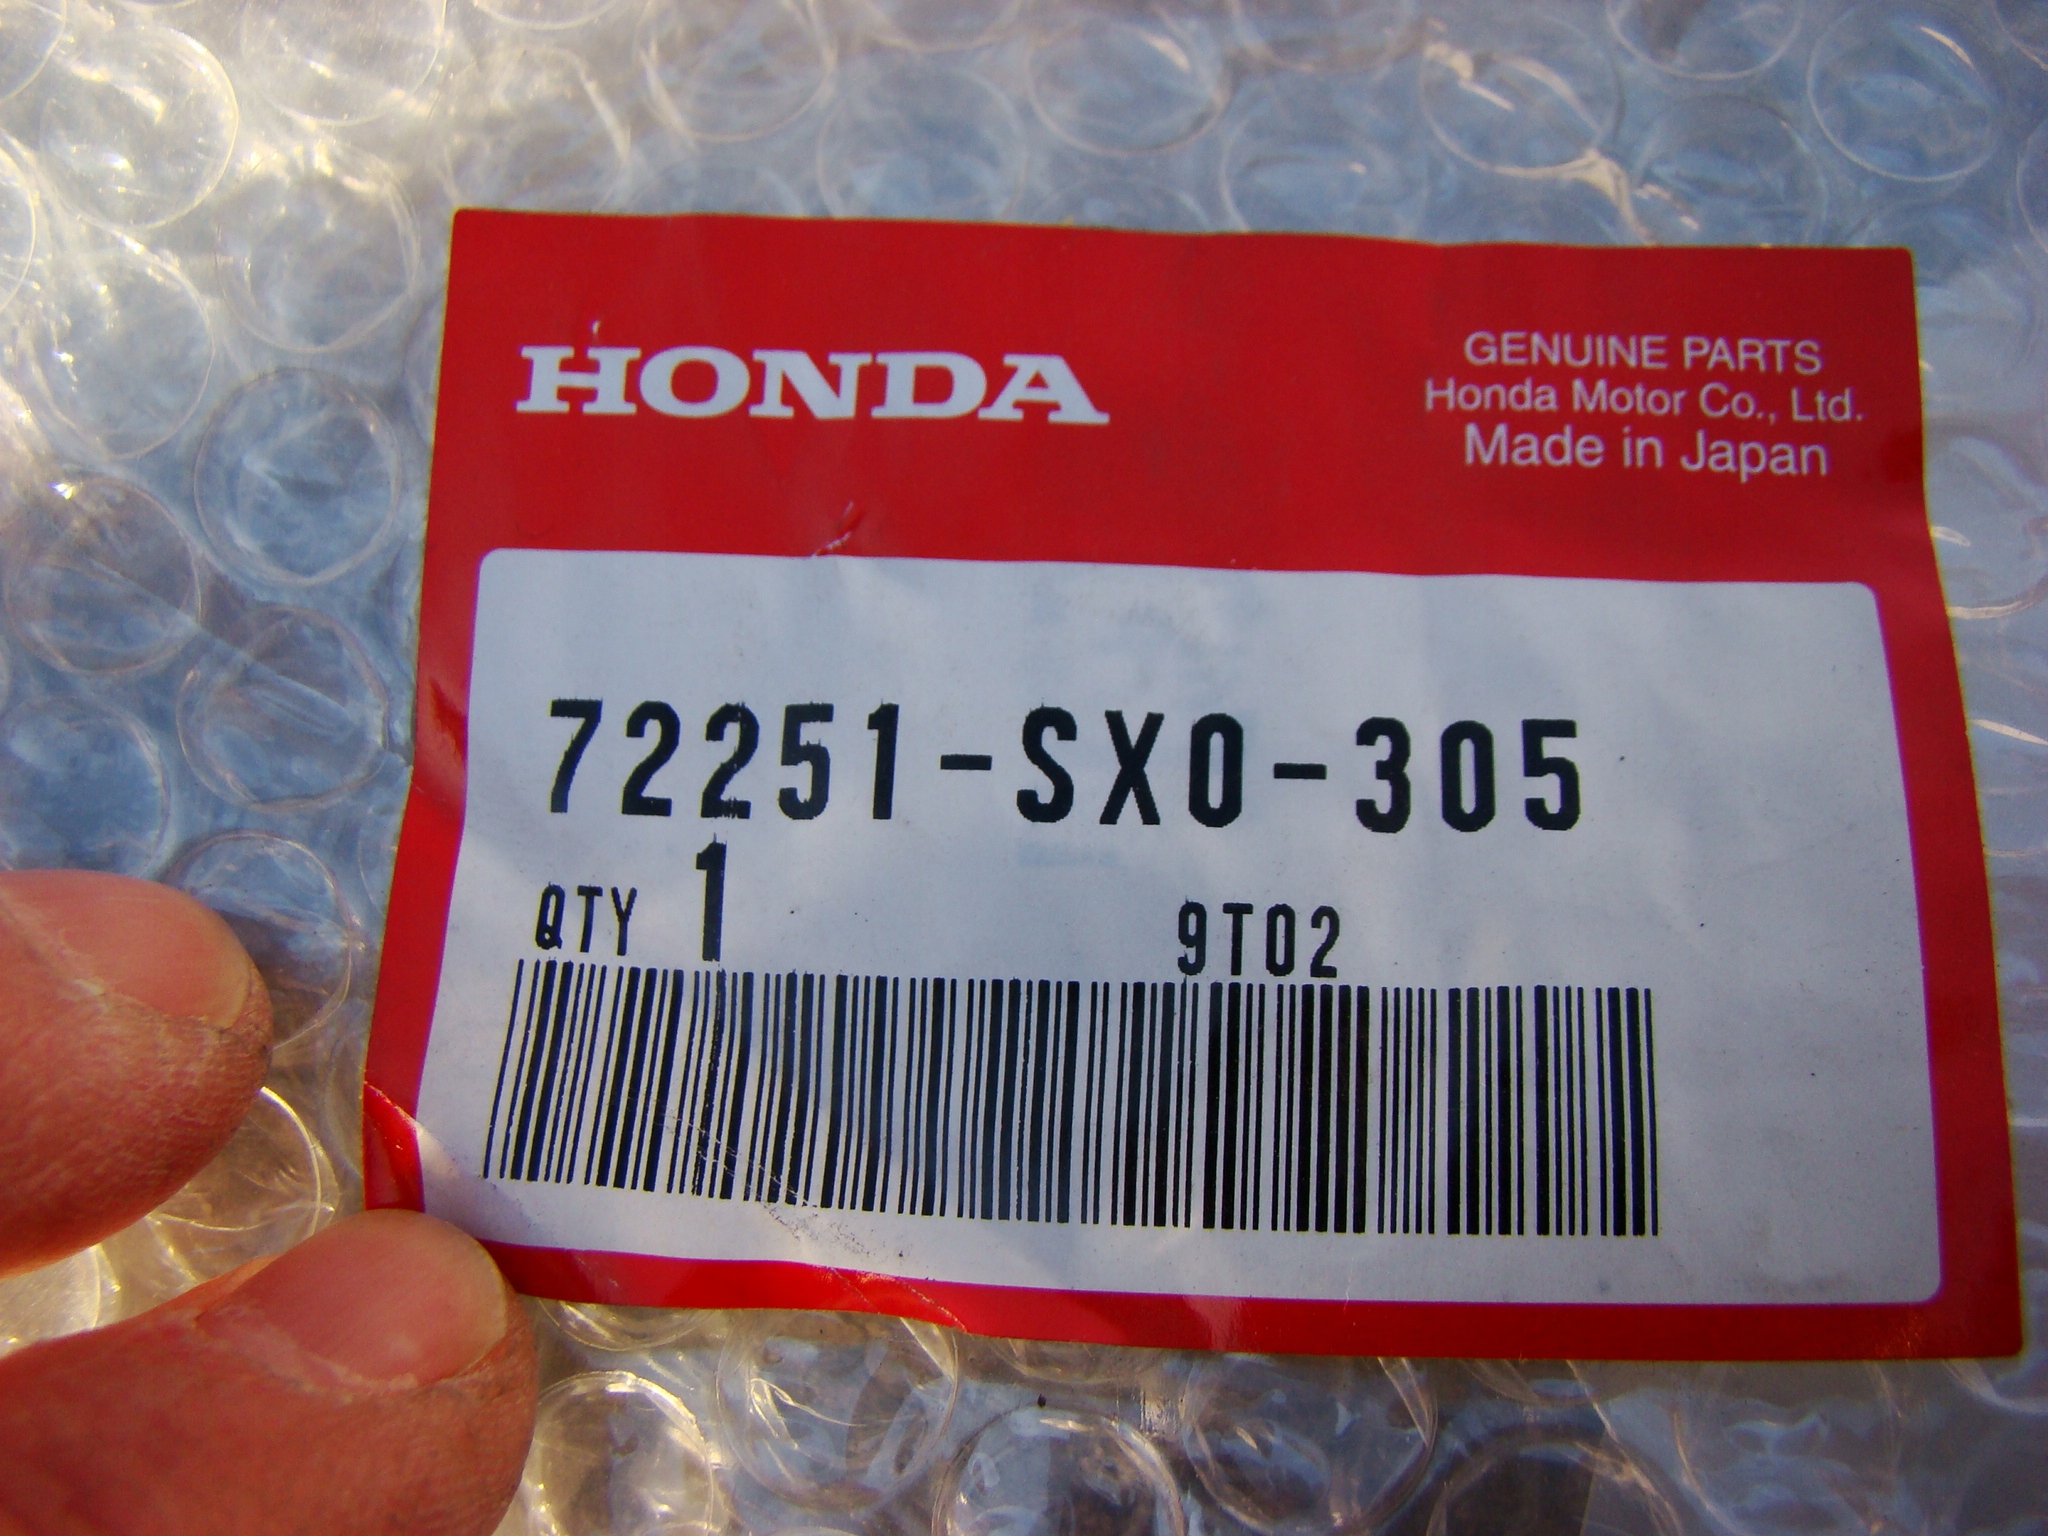 HONDA
GENUINE PARTS
Honda Motor Co., Ltd.
Made in Japan
72251-SX0-305
QTY 1 9T02